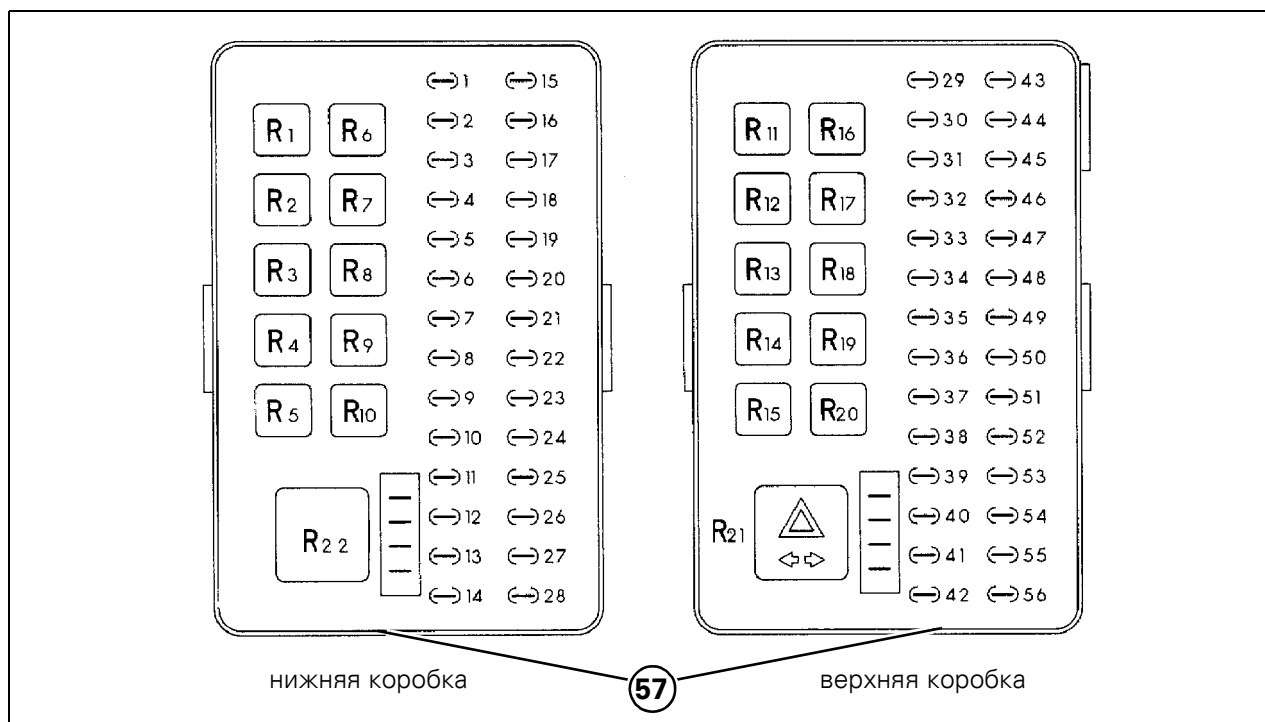 1 15 29 43
R1 R6 2 16 R11 R16 30 44
3 17 31 45
R2 R7 4 18 R12 R17 32 46
5 19 33 47
R3 R8 6 20 R13 R18 34 48
7 21 35 49
R4 R9 8 22 R14 R19 36 50
9 23 37 51
R5 R10 10 24 R15 R20 38 52
11 25 39 53
R22 12 26 R21 40 54
13 27 41 55
14 28 42 56
нижняя коробка 57 верхняя коробка